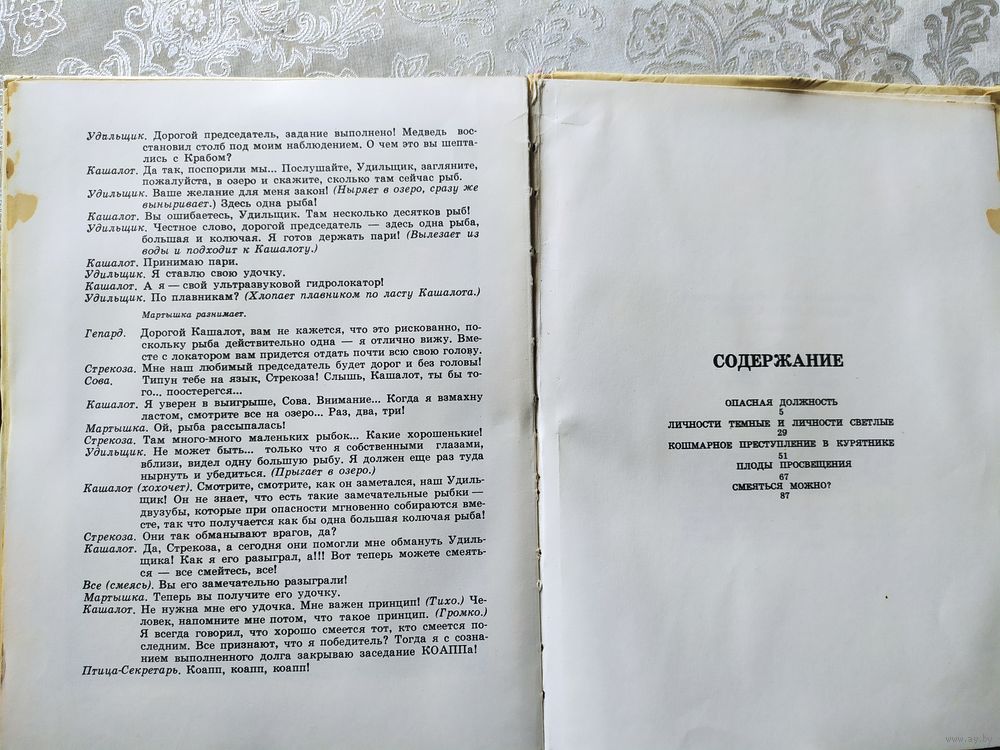 Удильщик. Дорогой председатель, задание выполнено! Медведь вос-
становил столб под моим наблюдением. О чем это вы шепта-
лись с Крабом?
Кашалот. Да так, поспорили мы... Послушайте, Удильщик, загляните,
пожалуйста, в озеро и скажите, сколько там сейчас рыб.
Удильщик. Ваше желание для меня закон! (Ныряет в озеро, сразу же
выныривает.) Здесь одна рыба!
Кашалот. Вы ошибаетесь, Удильщик. Там несколько десятков рыб!
Удильщик. Честное слово, дорогой председатель — здесь одна рыба,
большая и колючая. Я готов держать пари! (Вылезает из
воды и подходит к Кашалоту.)
Кашалот. Принимаю пари.
Удильщик. Я ставлю свою удочку.
Кашалот. А я — свой ультразвуковой гидролокатор!
Удильщик. По плавникам? (Хлопает плавником по ласту Кашалота.)
Мартышка разнимает.
Гепард. Дорогой Кашалот, вам не кажется, что это рискованно, по-
скольку рыба действительно одна — я отлично вижу. Вме-
сте с локатором вам придется отдать почти всю свою голову.
Стрекоза. Мне наш любимый председатель будет дорог и без головы!
Сова. Типун тебе на язык, Стрекоза! Слышь, Кашалот, ты бы то-
го... поостерегся...
Кашалот. Я уверен в выигрыше, Сова. Внимание... Когда я взмахну
ластом, смотрите все на озеро... Раз, два, три!
Мартышка. Ой, рыба рассыпалась!
Стрекоза. Там много-много маленьких рыбок... Какие хорошенькие!
Удильщик. Не может быть... только что я собственными глазами,
вблизи, видел одну большую рыбу. Я должен еще раз туда
нырнуть и убедиться. (Прыгает в озеро.)
Кашалот (хохочет). Смотрите, смотрите, как он заметался, наш Удиль-
щик! Он не знает, что есть такие замечательные рыбки —
двузубы, которые при опасности мгновенно собираются вме-
сте, так что получается как бы одна большая колючая рыба!
Стрекоза. Они так обманывают врагов, да?
Кашалот. Да, Стрекоза, а сегодня они помогли мне обмануть Удиль-
щика! Как я его разыграл, а!!! Вот теперь можете смеять-
ся — все смейтесь, все!
Все (смеясь). Вы его замечательно разыграли!
Мартышка. Теперь вы получите его удочку.
Кашалот. Не нужна мне его удочка. Мне важен принцип! (Тихо.) Че-
ловек, напомните мне потом, что такое принцип. (Громко.)
Я всегда говорил, что хорошо смеется тот, кто смеется по-
следним. Все признают, что я победитель? Тогда я с созна-
нием выполненного долга закрываю заседание КОАППа!
Птица-Секретарь. Коапп, коапп, коапп!
СОДЕРЖАНИЕ
ОПАСНАЯ ДОЛЖНОСТЬ
5
ЛИЧНОСТИ ТЕМНЫЕ И ЛИЧНОСТИ СВЕТЛЫЕ
29
КОШМАРНОЕ ПРЕСТУПЛЕНИЕ В КУРЯТНИКЕ
51
ПЛОДЫ ПРОСВЕЩЕНИЯ
67
СМЕЯТЬСЯ МОЖНО?
87
www.ay.by